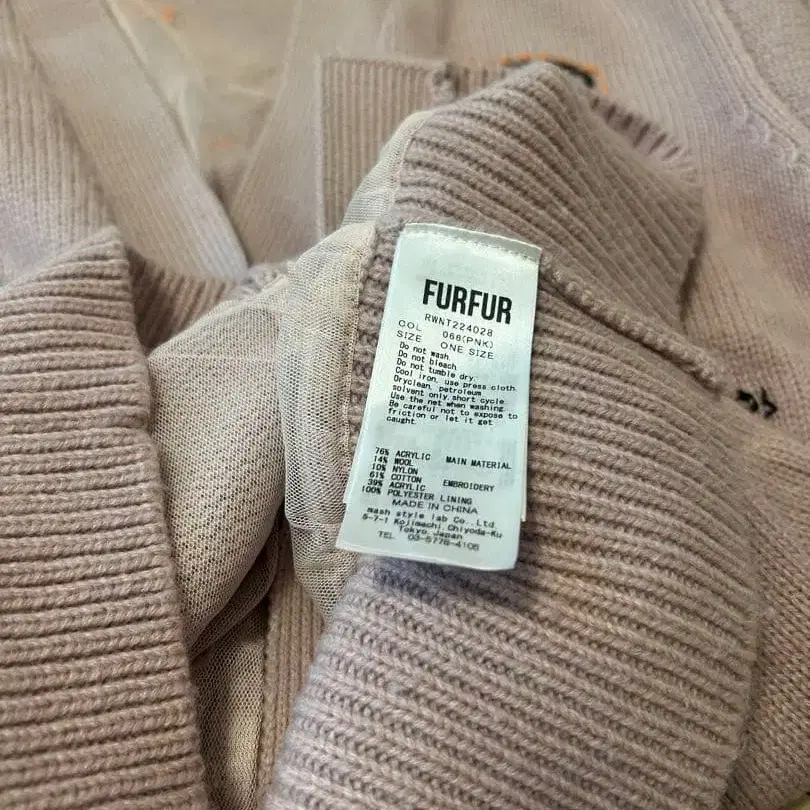 FURFUR
RWNT224028
COL 066(PNK)
SIZE ONE SIZE
Do not wash.
Do not bleach
Do not tumble dry.
Cool iron, use press cloth.
Dryclean, petroleum
solvent only.short cycle
Use the net when washing.
Be careful not to expose to
friction or let it get
caught.
76% ACRYLIC MAIN MATERIAL
14% WOOL
10% NYLON
61% COTTON EMBROIDERY
39% ACRYLIC
100% POLYESTER LINING
MADE IN CHINA
mash style lab Co., Ltd.
5-7-1 Kojimachi, Chiyoda-Ku
Tokyo, Japan
TEL 03-5778-4106